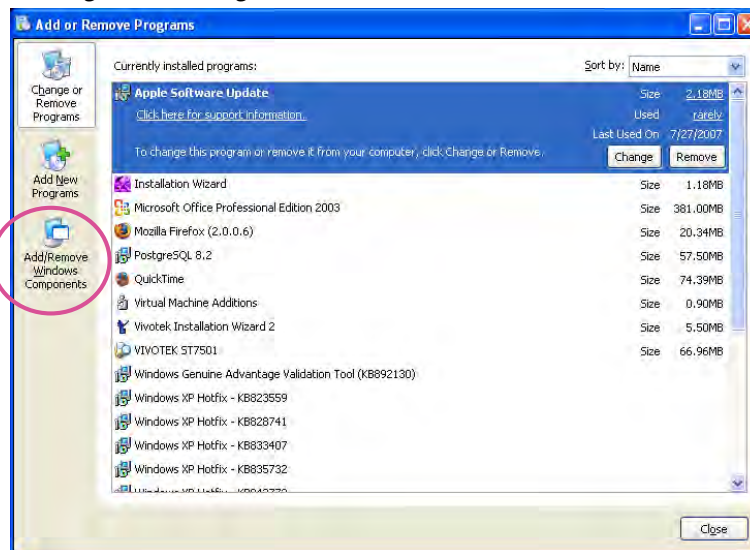 Add or Remove Programs
Change or
Remove
Programs
Add New
Programs
Add/Remove
Windows
Components
Currently installed programs:
Sort by: Name
Apple Software Update Size 2.18MB
Click here for support information. Used rarely
Last Used On 7/27/2007
To change this program or remove it from your computer, click Change or Remove. Change Remove
Installation Wizard Size 1.18MB
Microsoft Office Professional Edition 2003 Size 381.00MB
Mozilla Firefox (2.0.0.6) Size 20.34MB
PostgreSQL 8.2 Size 57.50MB
QuickTime Size 74.39MB
Virtual Machine Additions Size 0.90MB
Vivotek Installation Wizard 2 Size 5.50MB
VIVOTEK ST7501 Size 66.96MB
Windows Genuine Advantage Validation Tool (KB892130)
Windows XP Hotfix - KB823559
Windows XP Hotfix - KB828741
Windows XP Hotfix - KB833407
Windows XP Hotfix - KB835732
Close